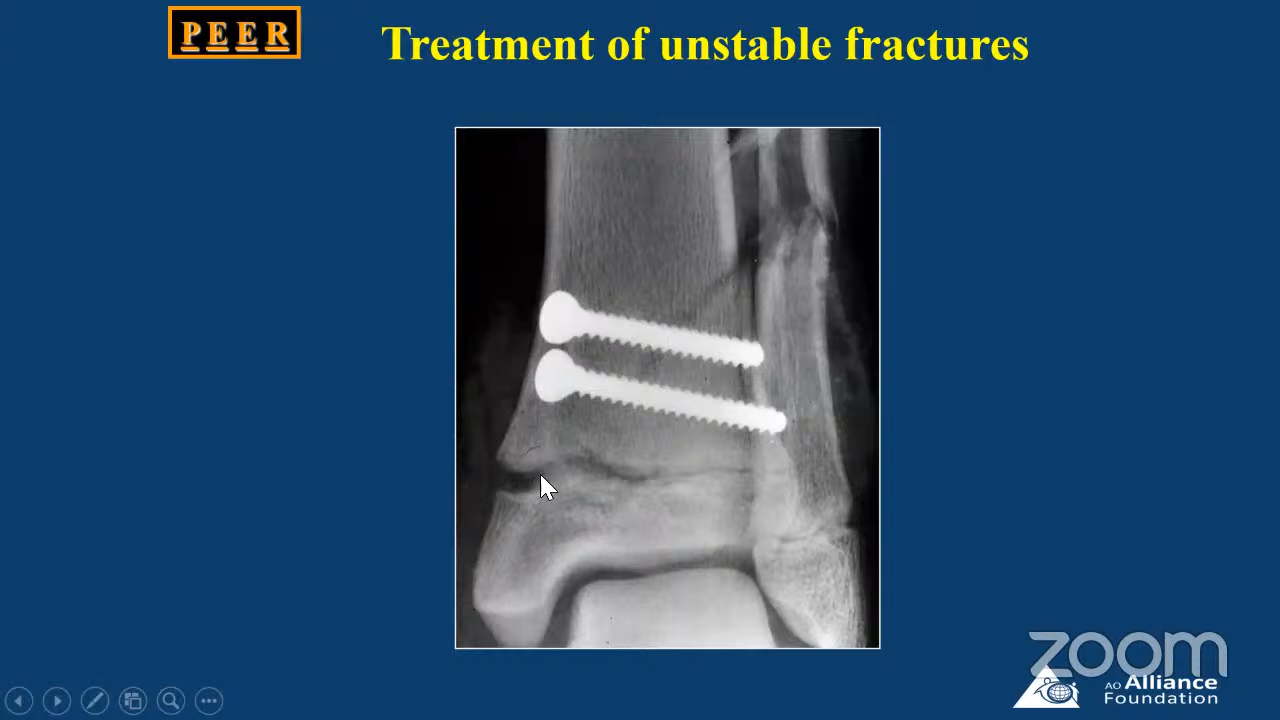 PEER
Treatment of unstable fractures
zoom
AO Alliance
Foundation